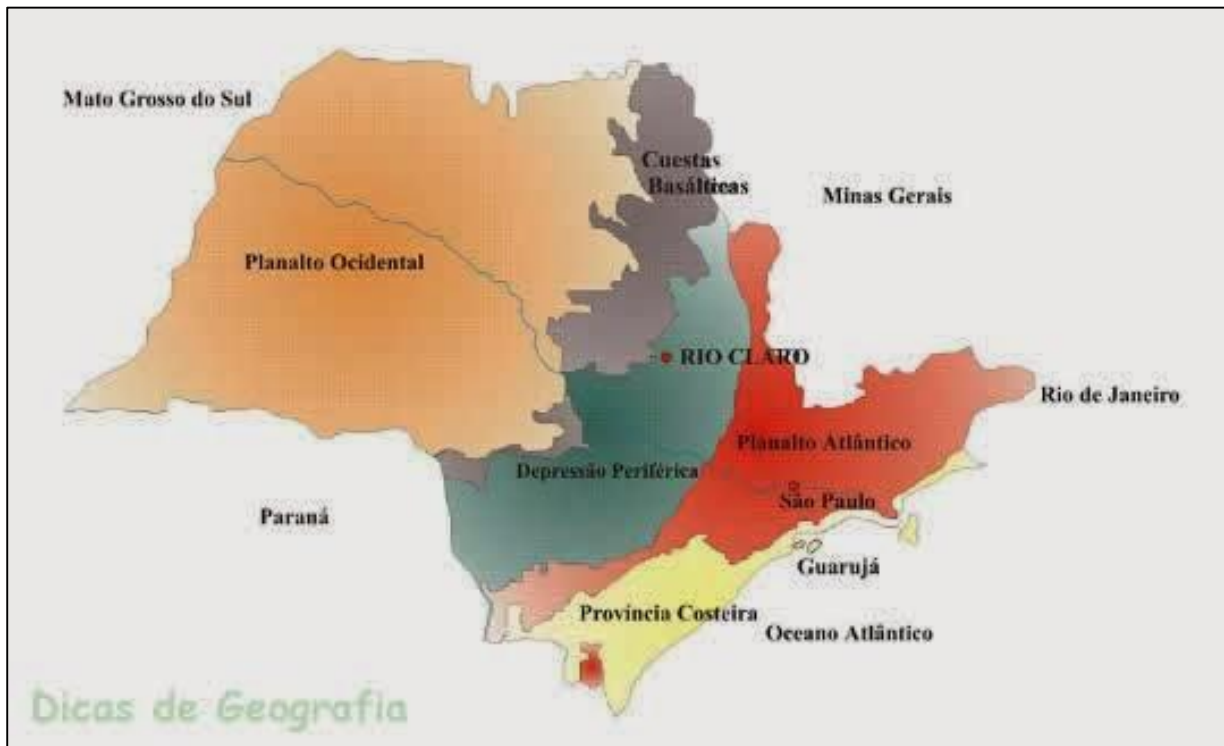 Mato Grosso do Sul
Cuestas
Basálticas
Minas Gerais
Planalto Ocidental
RIO CLARO
Rio de Janeiro
Planalto Atlântico
Depressão Periférica
São Paulo
Paraná
Guarujá
Província Costeira
Oceano Atlântico
Dicas de Geografia